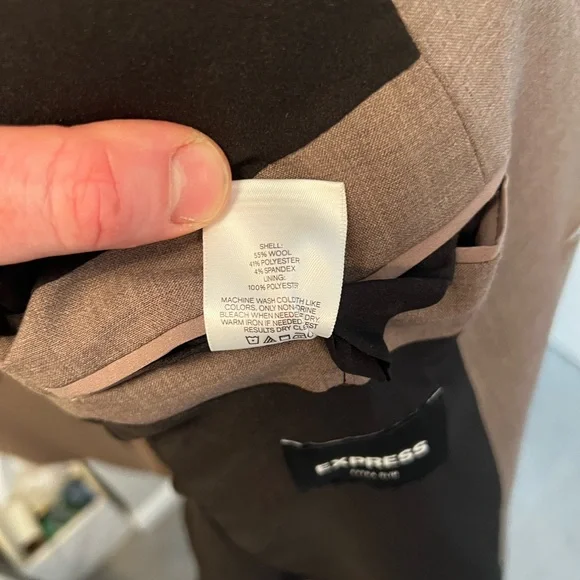 SHELL:
55% WOOL
41% POLYESTER
4% SPANDEX
LINING:
100% POLYESTER
MACHINE WASH COLD WITH LIKE
COLORS. ONLY NON-CHLORINE
BLEACH WHEN NEEDED.
WARM IRON IF NEEDED.
RESULTS DRY CLEAN
EXPRESS